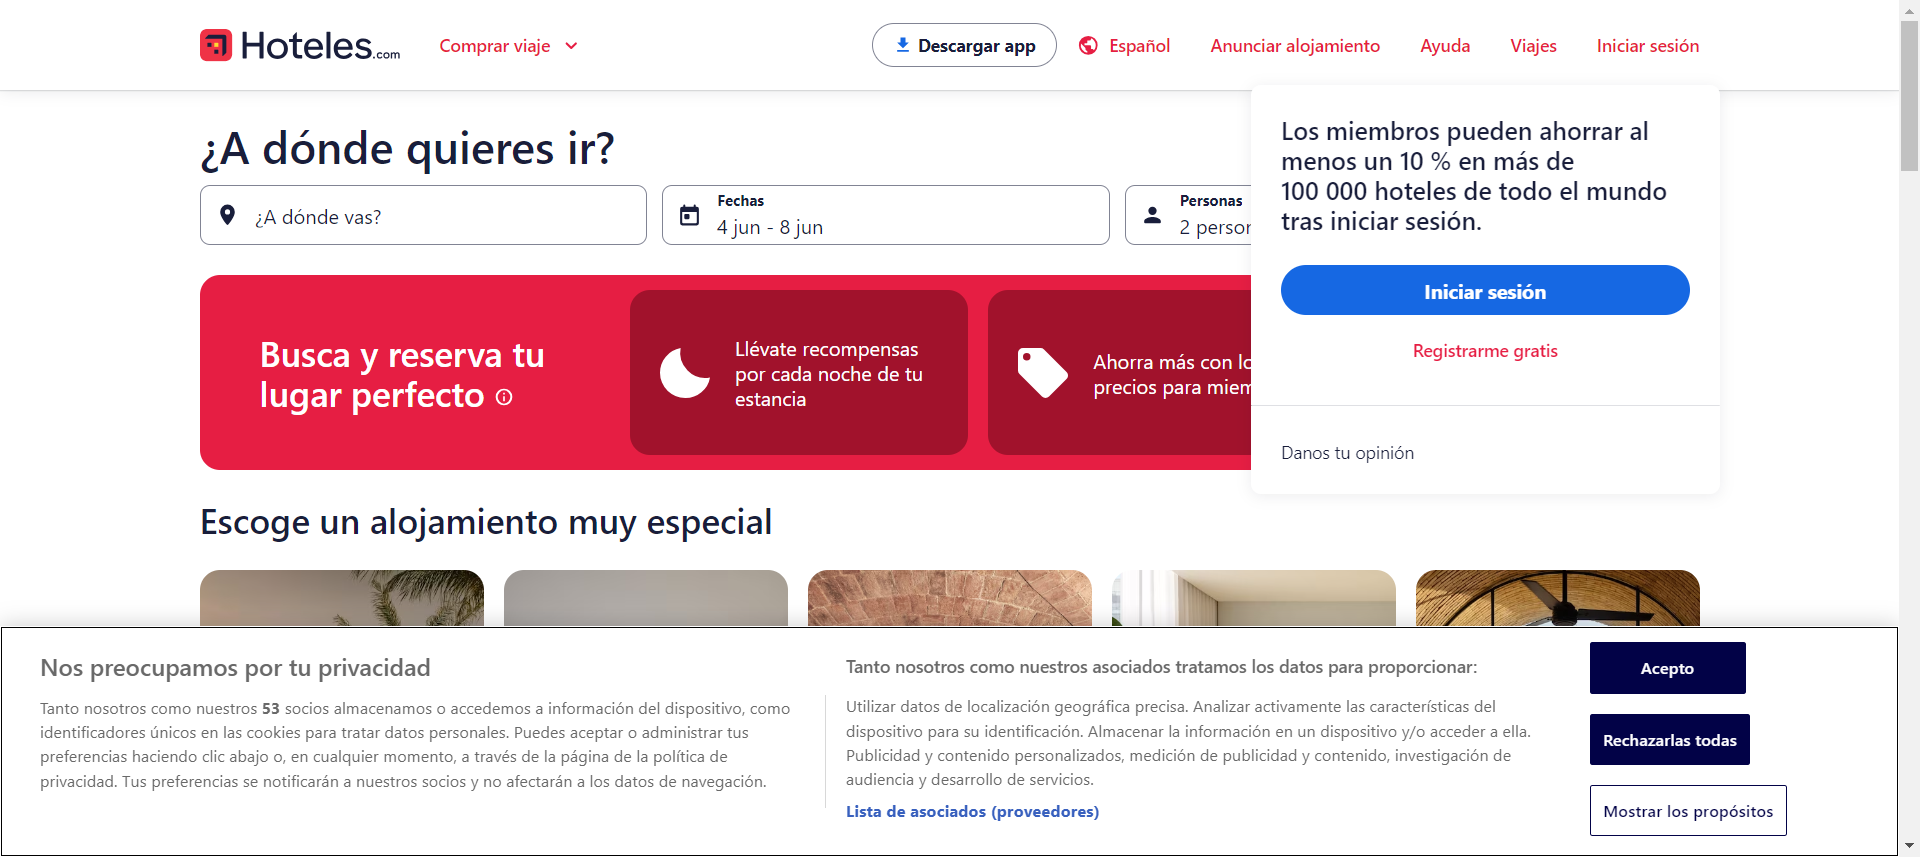 Hoteles.com
Comprar viaje
Descargar app
Español
Anunciar alojamiento
Ayuda
Viajes
Iniciar sesión
¿A dónde quieres ir?
¿A dónde vas?
Fechas
4 jun - 8 jun
Personas
2 person
Los miembros pueden ahorrar al
menos un 10 % en más de
100 000 hoteles de todo el mundo
tras iniciar sesión.
Iniciar sesión
Registrarme gratis
Danos tu opinión
Busca y reserva tu
lugar perfecto
Llévate recompensas
por cada noche de tu
estancia
Ahorra más con lo
precios para miem
Escoge un alojamiento muy especial
Nos preocupamos por tu privacidad
Tanto nosotros como nuestros 53 socios almacenamos o accedemos a información del dispositivo, como
identificadores únicos en las cookies para tratar datos personales. Puedes aceptar o administrar tus
preferencias haciendo clic abajo o, en cualquier momento, a través de la página de la política de
privacidad. Tus preferencias se notificarán a nuestros socios y no afectarán a los datos de navegación.
Tanto nosotros como nuestros asociados tratamos los datos para proporcionar:
Utilizar datos de localización geográfica precisa. Analizar activamente las características del
dispositivo para su identificación. Almacenar la información en un dispositivo y/o acceder a ella.
Publicidad y contenido personalizados, medición de publicidad y contenido, investigación de
audiencia y desarrollo de servicios.
Lista de asociados (proveedores)
Acepto
Rechazarlas todas
Mostrar los propósitos